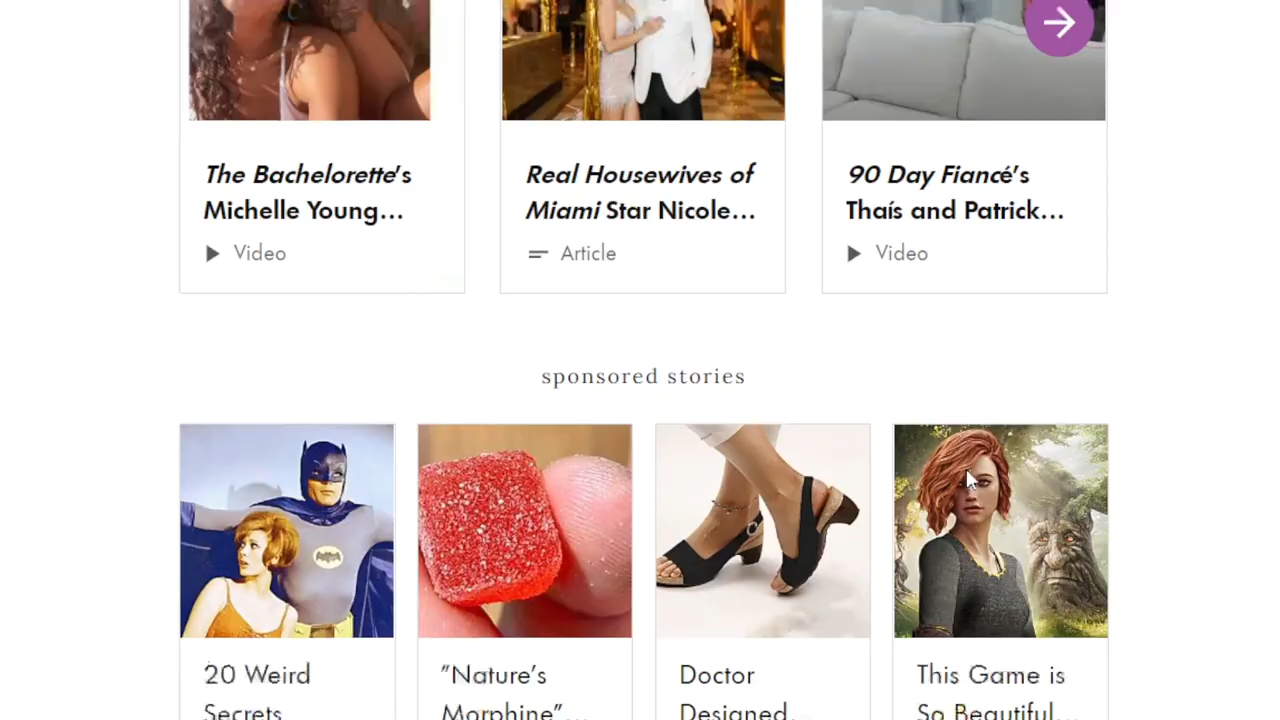 The Bachelorette's
Michelle Young...
Video
Real Housewives of
Miami Star Nicole...
Article
90 Day Fiancé's
Thaís and Patrick...
Video
sponsored stories
20 Weird
Secrets
"Nature's
Morphine"...
Doctor
Designed.
This Game is
So Beautiful...